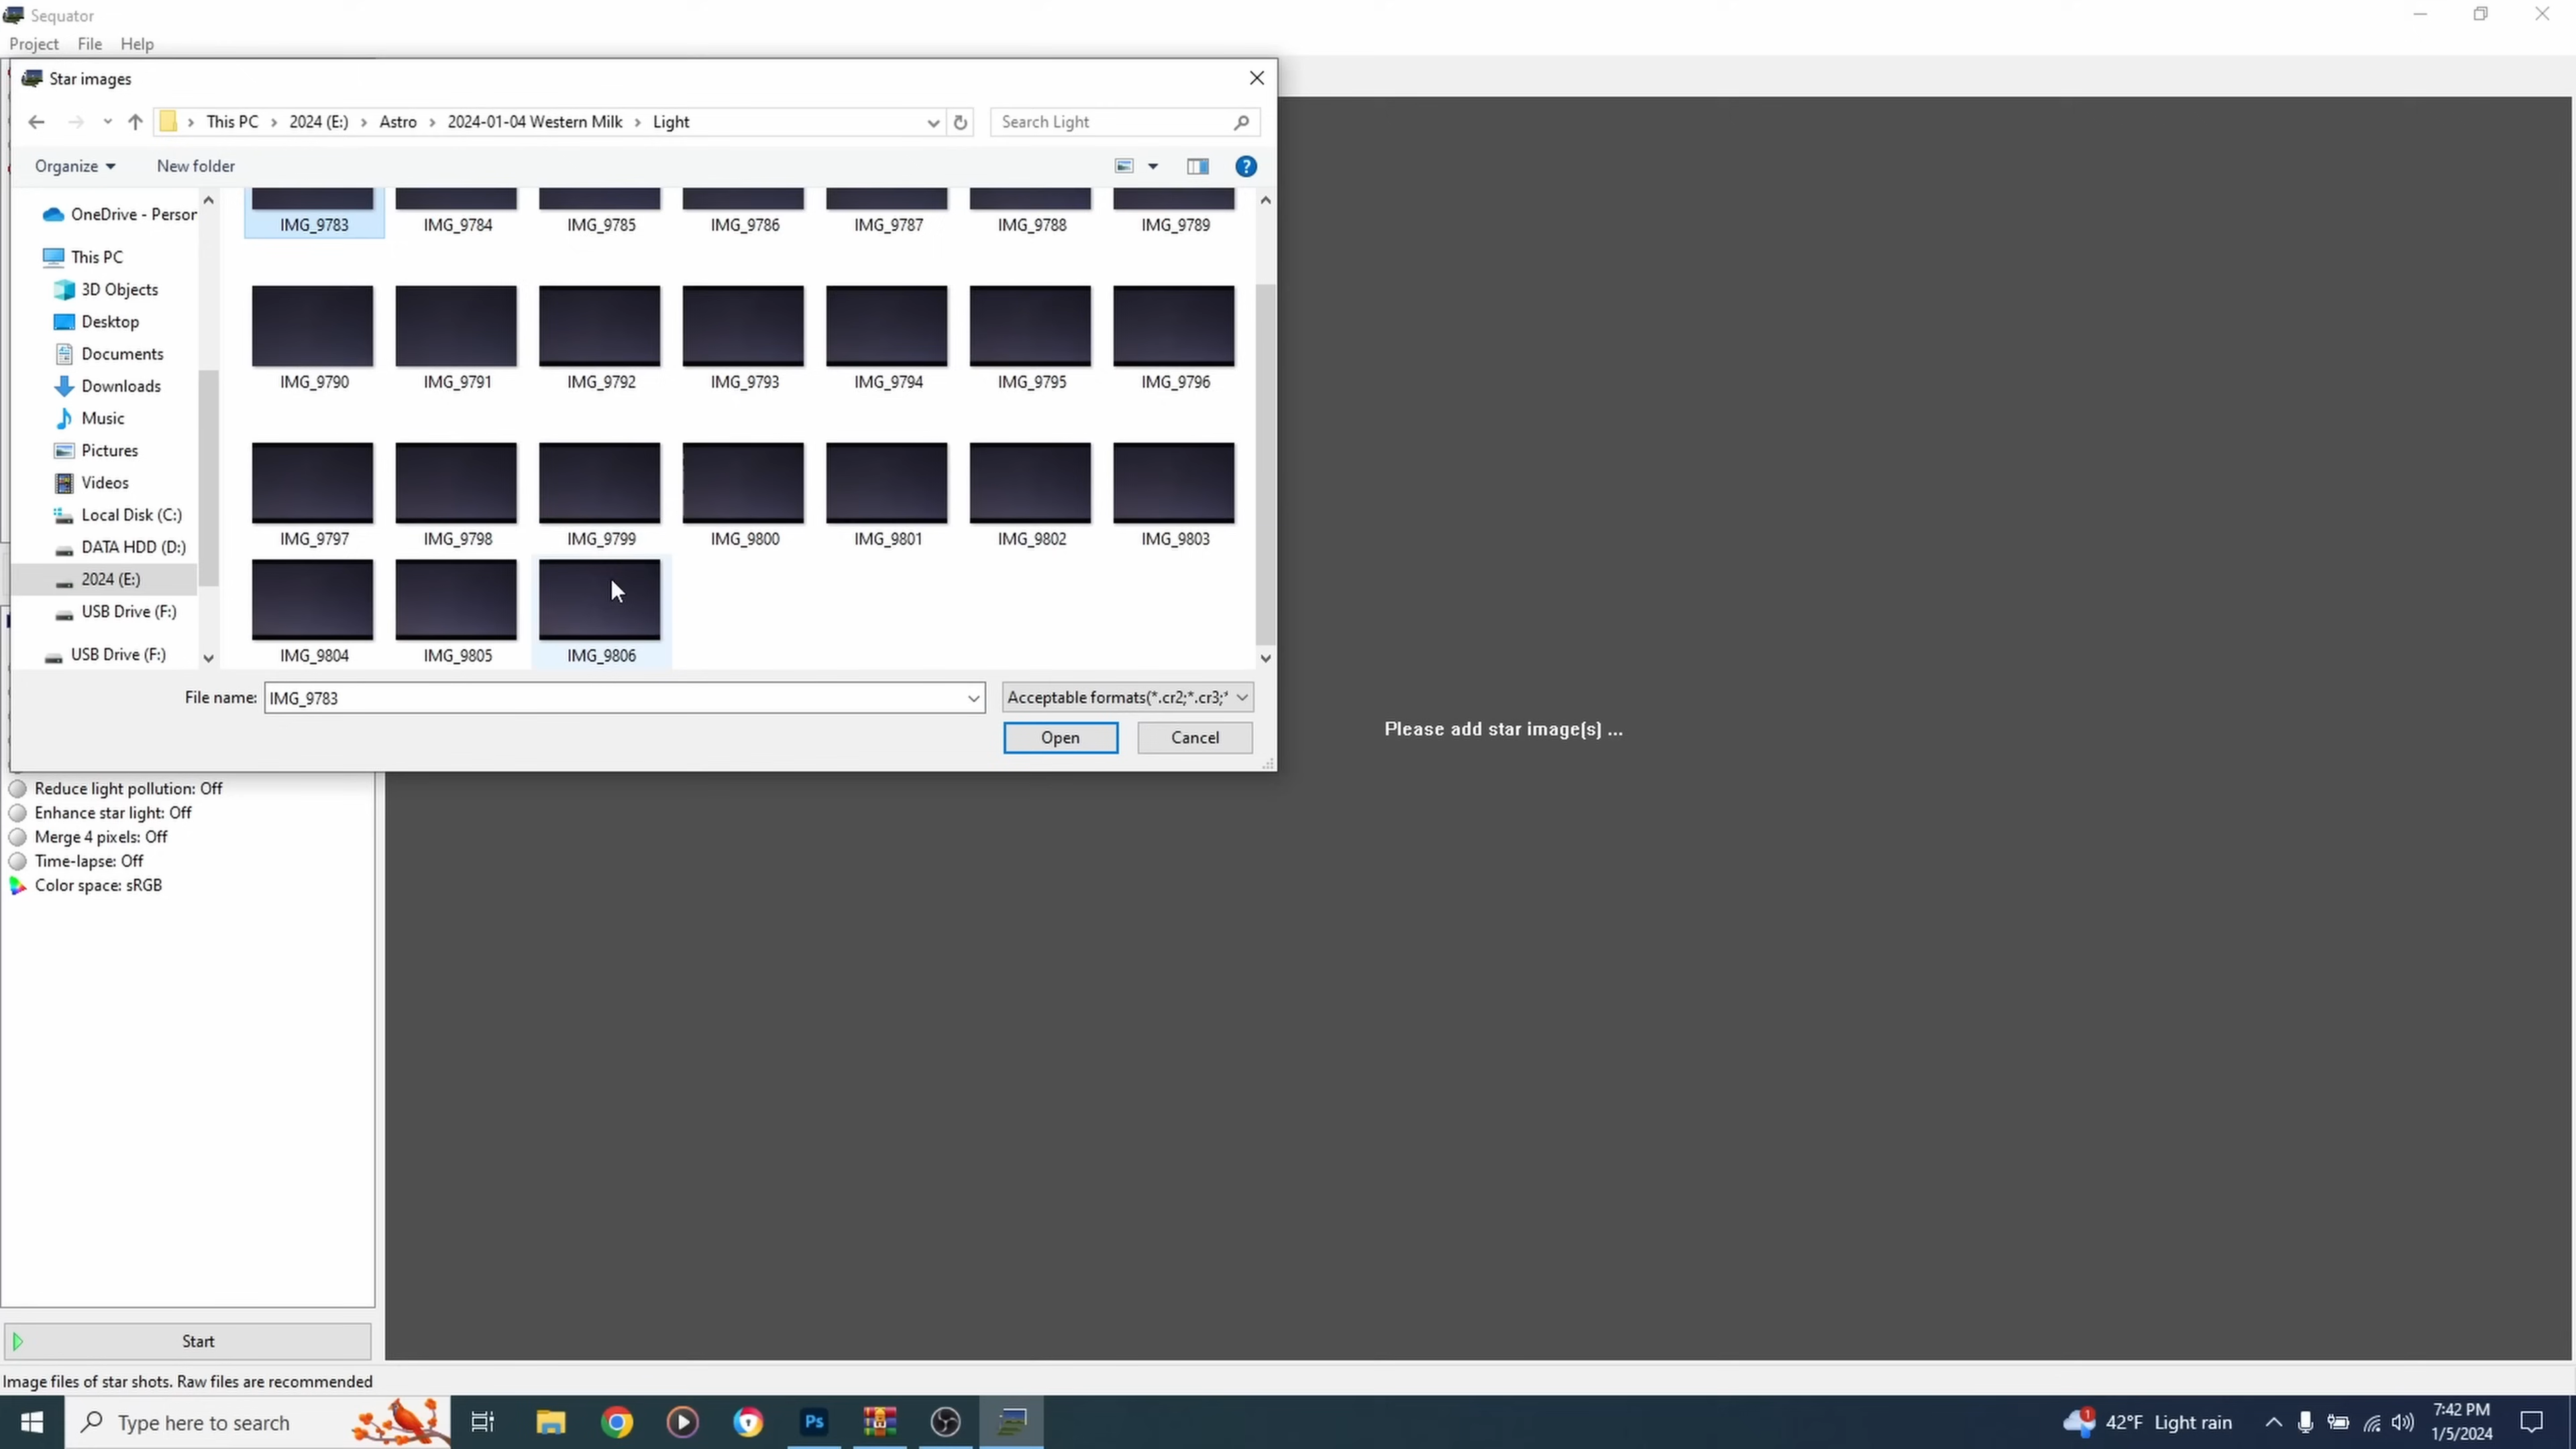 Sequator
Project File Help
Star images
This PC 2024 (E:) Astro 2024-01-04 Western Milk Light
Search Light
Organize New folder
OneDrive - Person
This PC
3D Objects
Desktop
Documents
Downloads
Music
Pictures
Videos
Local Disk (C:)
DATA HDD (D:)
2024 (E:)
USB Drive (F:)
USB Drive (F:)
IMG_9783 IMG_9784 IMG_9785 IMG_9786 IMG_9787 IMG_9788 IMG_9789
IMG_9790 IMG_9791 IMG_9792 IMG_9793 IMG_9794 IMG_9795 IMG_9796
IMG_9797 IMG_9798 IMG_9799 IMG_9800 IMG_9801 IMG_9802 IMG_9803
IMG_9804 IMG_9805 IMG_9806
File name: IMG_9783 Acceptable formats(*.cr2;*.cr3;*
Open Cancel
Please add star image(s) ...
Reduce light pollution: Off
Enhance star light: Off
Merge 4 pixels: Off
Time-lapse: Off
Color space: sRGB
Start
Image files of star shots. Raw files are recommended
Type here to search
Ps
1
42°F Light rain
7:42 PM
1/5/2024